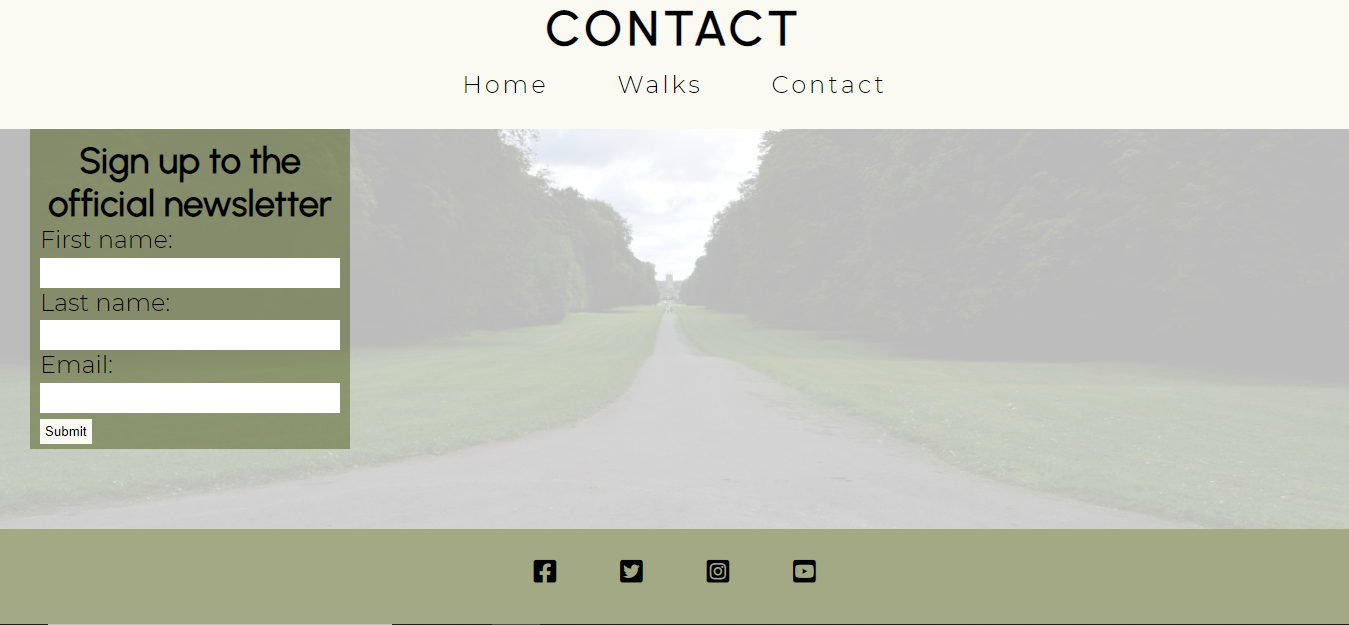 CONTACT
Home Walks Contact
Sign up to the
official newsletter
First name:
Last name:
Email:
Submit